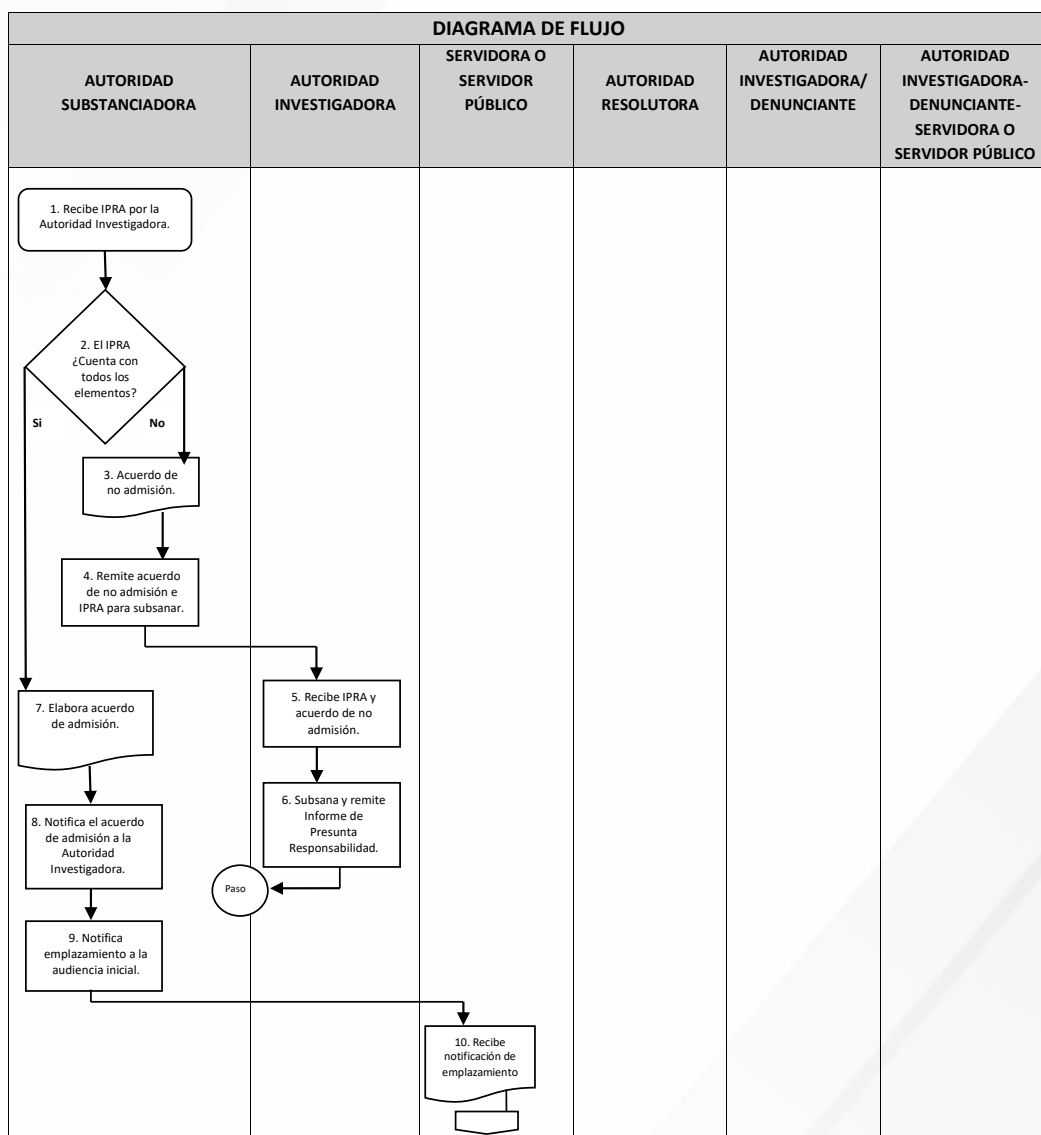 DIAGRAMA DE FLUJO
AUTORIDAD
SUBSTANCIADORA
AUTORIDAD
INVESTIGADORA
SERVIDORA O
SERVIDOR
PÚBLICO
AUTORIDAD
RESOLUTORA
AUTORIDAD
INVESTIGADORA/
DENUNCIANTE
AUTORIDAD
INVESTIGADORA-
DENUNCIANTE-
SERVIDORA O
SERVIDOR PÚBLICO
1. Recibe IPRA por la
Autoridad Investigadora.
2. El IPRA
¿Cuenta con
todos los
elementos?
Si
No
3. Acuerdo de
no admisión.
4. Remite acuerdo
de no admisión e
IPRA para subsanar.
5. Recibe IPRA y
acuerdo de no
admisión.
6. Subsana y remite
Informe de
Presunta
Responsabilidad.
Paso
7. Elabora acuerdo
de admisión.
8. Notifica el acuerdo
de admisión a la
Autoridad
Investigadora.
9. Notifica
emplazamiento a la
audiencia inicial.
10. Recibe
notificación de
emplazamiento